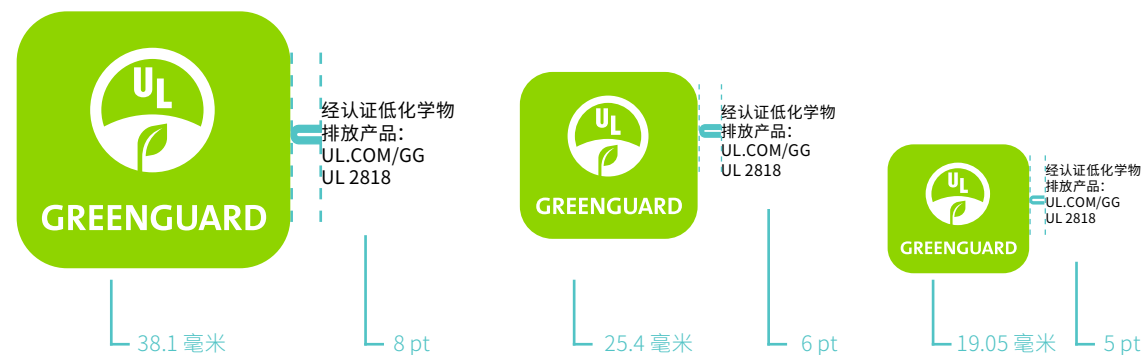 UL
GREENGUARD
经认证低化学物
排放产品：
UL.COM/GG
UL 2818
38.1 毫米
8 pt
UL
GREENGUARD
经认证低化学物
排放产品：
UL.COM/GG
UL 2818
25.4 毫米
6 pt
UL
GREENGUARD
经认证低化学物
排放产品：
UL.COM/GG
UL 2818
19.05 毫米
5 pt